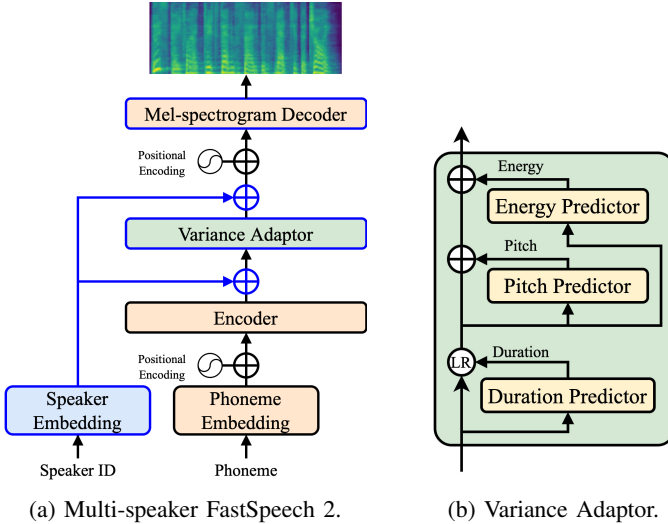 Mel-spectrogram Decoder
Positional
Encoding
Variance Adaptor
Encoder
Positional
Encoding
Speaker
Embedding
Phoneme
Embedding
Speaker ID
Phoneme
(a) Multi-speaker FastSpeech 2.
Energy
Energy Predictor
Pitch
Pitch Predictor
LR
Duration
Duration Predictor
(b) Variance Adaptor.